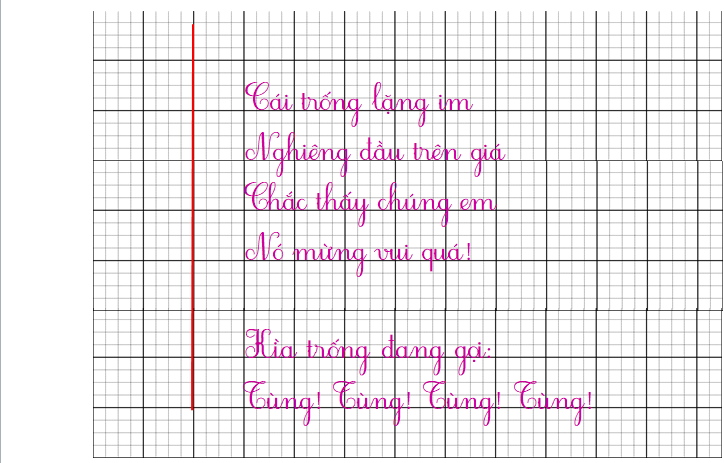 Cái trống lặng im
Nghiêng đầu trên giá
Chắc thấy chúng em
Nó mừng vui quá!
Kìa trống đang gọi:
Tùng! Tùng! Tùng! Tùng!